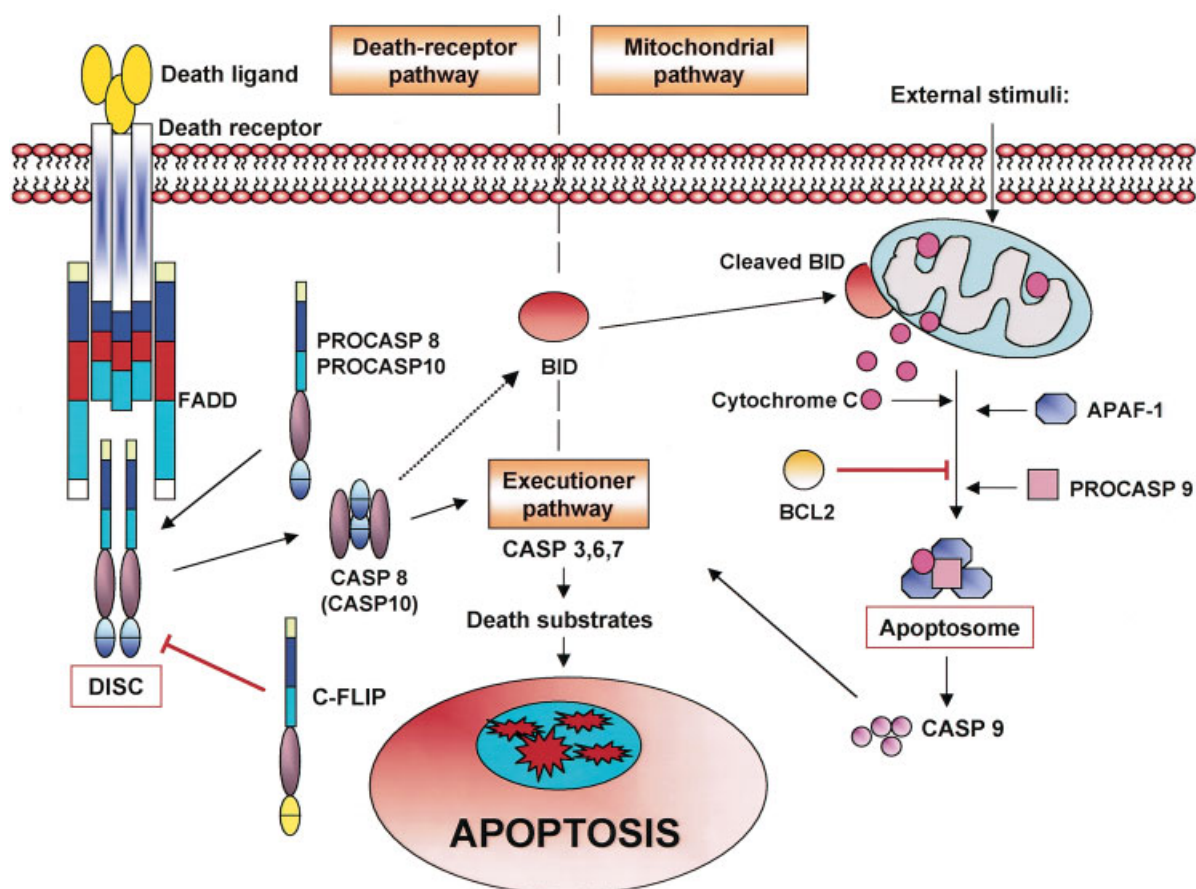 Death-receptor
pathway
Mitochondrial
pathway
Death ligand
External stimuli:
Death receptor
Cleaved BID
PROCASP 8
PROCASP10
BID
FADD
Cytochrome C
APAF-1
Executioner
pathway
BCL2
PROCASP 9
CASP 3,6,7
CASP 8
(CASP10)
Death substrates
Apoptosome
DISC
C-FLIP
CASP 9
APOPTOSIS